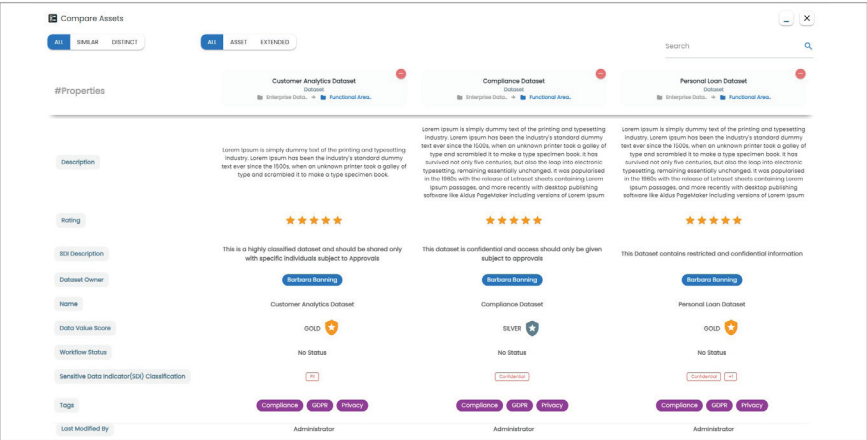 Compare Assets
ALL SIMILAR DISTINCT
ALL ASSET EXTENDED
Search
#Properties
Customer Analytics Dataset
Dataset
Enterprise Data.. → Functional Area..
Compliance Dataset
Dataset
Enterprise Data.. → Functional Area..
Personal Loan Dataset
Dataset
Enterprise Data.. → Functional Area..
Description
Lorem Ipsum is simply dummy text of the printing and typesetting
industry. Lorem Ipsum has been the industry's standard dummy
text ever since the 1500s, when an unknown printer took a galley of
type and scrambled it to make a type specimen book.
Lorem Ipsum is simply dummy text of the printing and typesetting
industry. Lorem Ipsum has been the industry's standard dummy
text ever since the 1500s, when an unknown printer took a galley of
type and scrambled it to make a type specimen book. It has
survived not only five centuries, but also the leap into electronic
typesetting, remaining essentially unchanged. It was popularised
in the 1960s with the release of Letraset sheets containing Lorem
Ipsum passages, and more recently with desktop publishing
software like Aldus PageMaker including versions of Lorem Ipsum
Lorem Ipsum is simply dummy text of the printing and typesetting
industry. Lorem Ipsum has been the industry's standard dummy
text ever since the 1500s, when an unknown printer took a galley of
type and scrambled it to make a type specimen book. It has
survived not only five centuries, but also the leap into electronic
typesetting, remaining essentially unchanged. It was popularised
in the 1960s with the release of Letraset sheets containing Lorem
Ipsum passages, and more recently with desktop publishing
software like Aldus PageMaker including versions of Lorem Ipsum
Rating
SDI Description
This is a highly classified dataset and should be shared only
with specific individuals subject to Approvals
This dataset is confidential and access should only be given
subject to approvals
This Dataset contains restricted and confidential information
Dataset Owner
Barbara Banning
Barbara Banning
Barbara Banning
Name
Customer Analytics Dataset
Compliance Dataset
Personal Loan Dataset
Data Value Score
GOLD
SILVER
GOLD
Workflow Status
No Status
No Status
No Status
Sensitive Data Indicator(SDI) Classification
PII
Confidential
Confidential +1
Tags
Compliance GDPR Privacy
Compliance GDPR Privacy
Compliance GDPR Privacy
Last Modified By
Administrator
Administrator
Administrator